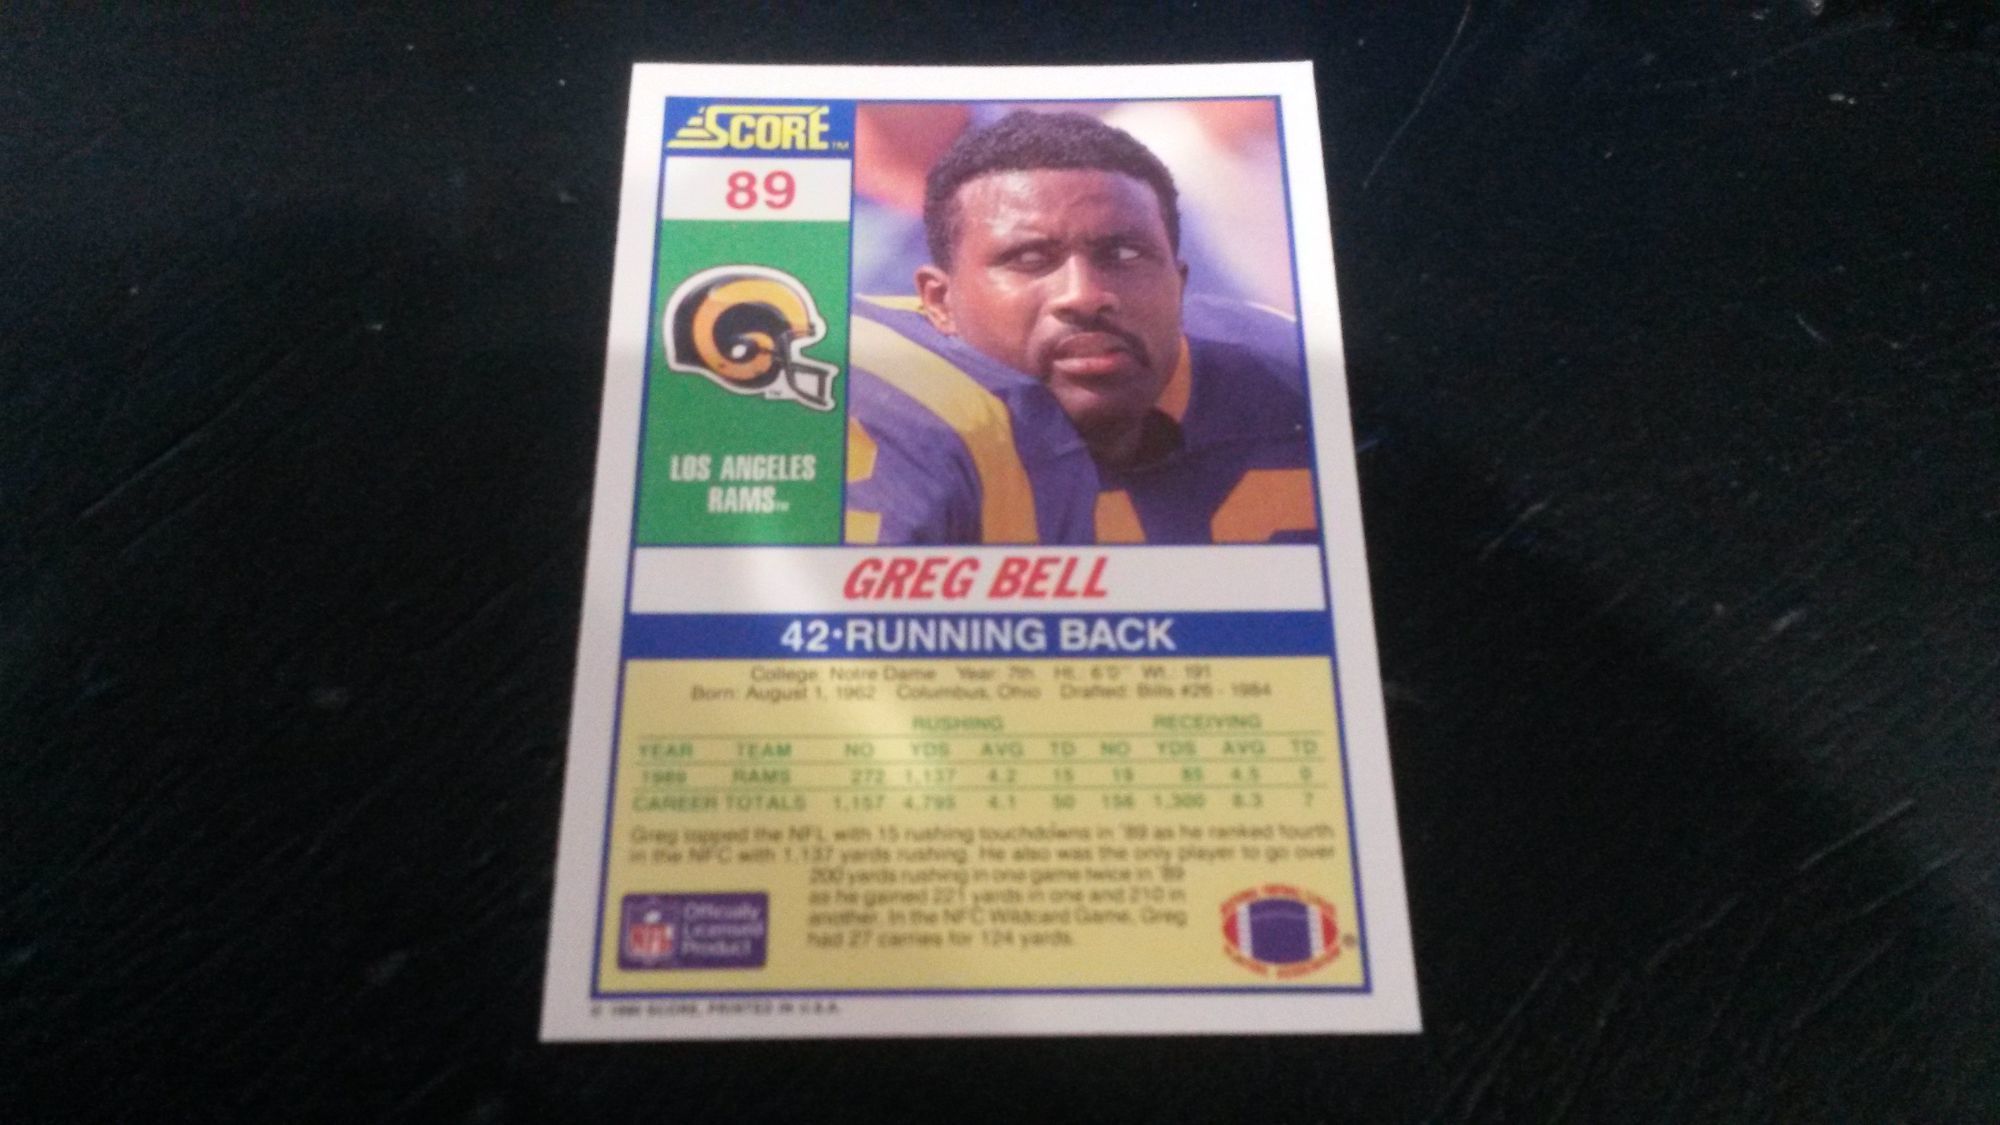 SCORE™
89
LOS ANGELES
RAMS™
GREG BELL
42•RUNNING BACK
College: Notre Dame Year: 7th Ht.: 6'0" Wt.: 191
Born: August 1, 1962 Columbus, Ohio Drafted: Bills #26 - 1984
RUSHING RECEIVING
YEAR TEAM NO YDS AVG TD NO YDS AVG TD
1989 RAMS 272 1,137 4.2 15 19 85 4.5 0
CAREER TOTALS 1,157 4,795 4.1 50 156 1,300 8.3 7
Greg topped the NFL with 15 rushing touchdowns in '89 as he ranked fourth
in the NFC with 1,137 yards rushing. He also was the only player to go over
200 yards rushing in one game twice in '89
as he gained 221 yards in one and 210 in
another. In the NFC Wildcard Game, Greg
had 27 carries for 124 yards.
NFL
Officially
Licensed
Product
© 1990 SCORE, PRINTED IN U.S.A.